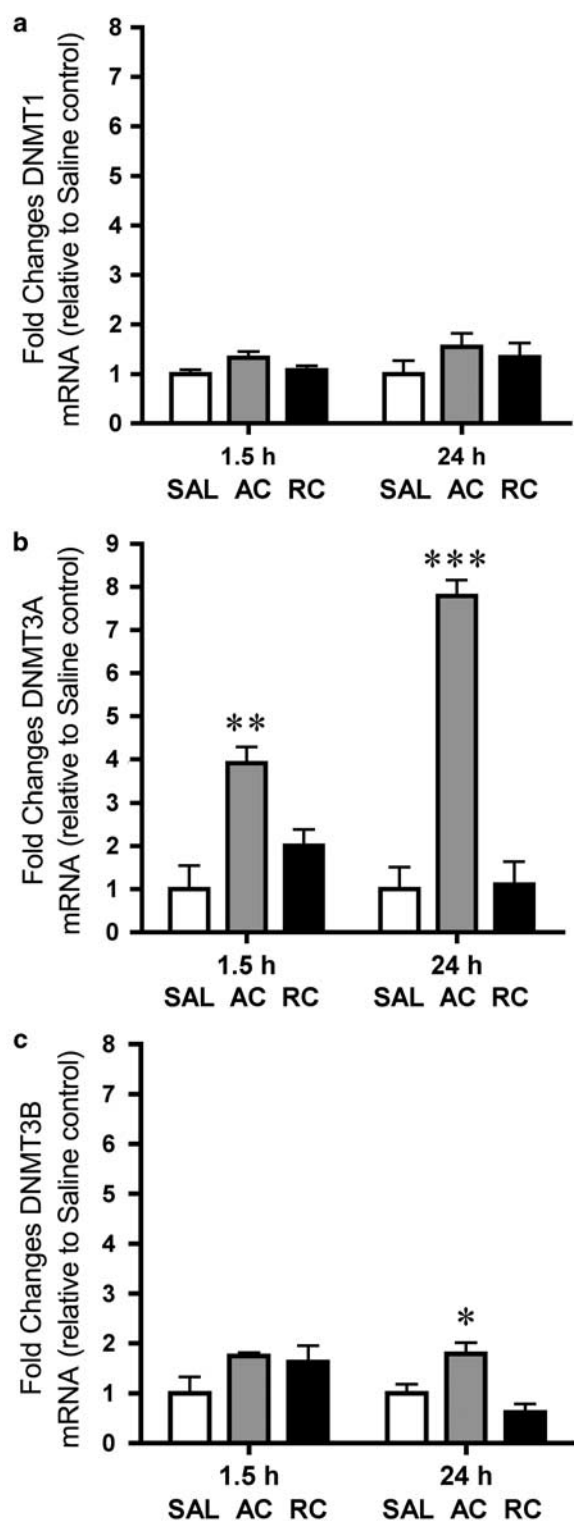 a
Fold Changes DNMT1
mRNA (relative to Saline control)
8
7
6
5
4
3
2
1
0
1.5 h
24 h
SAL AC RC
SAL AC RC
b
Fold Changes DNMT3A
mRNA (relative to Saline control)
9
8
7
6
5
4
3
2
1
0
**
***
1.5 h
24 h
SAL AC RC
SAL AC RC
c
Fold Changes DNMT3B
mRNA (relative to Saline control)
8
7
6
5
4
3
2
1
0
*
1.5 h
24 h
SAL AC RC
SAL AC RC